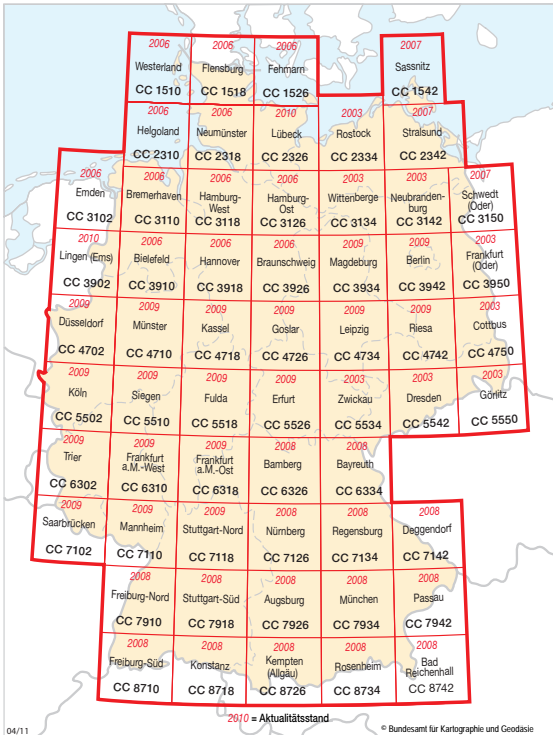 2006 2006 2006 2007
Westerland Flensburg Fehmarn Sassnitz
CC 1510 CC 1518 CC 1526 CC 1542
2006 2006 2010 2003 2007
Helgoland Neumünster Lübeck Rostock Stralsund
CC 2310 CC 2318 CC 2326 CC 2334 CC 2342
2006 2006 2006 2006 2003 2003 2007
Emden Bremerhaven Hamburg-
West Hamburg-
Ost Wittenberge Neubranden-
burg Schwedt
(Oder)
CC 3102 CC 3110 CC 3118 CC 3126 CC 3134 CC 3142 CC 3150
2010 2006 2006 2006 2009 2009 2003
Lingen (Ems) Bielefeld Hannover Braunschweig Magdeburg Berlin Frankfurt
(Oder)
CC 3902 CC 3910 CC 3918 CC 3926 CC 3934 CC 3942 CC 3950
2009 2009 2009 2009 2009 2009 2003
Düsseldorf Münster Kassel Goslar Leipzig Riesa Cottbus
CC 4702 CC 4710 CC 4718 CC 4726 CC 4734 CC 4742 CC 4750
2009 2009 2009 2009 2003 2003 2003
Köln Siegen Fulda Erfurt Zwickau Dresden Görlitz
CC 5502 CC 5510 CC 5518 CC 5526 CC 5534 CC 5542 CC 5550
2009 2009 2009 2008 2008
Trier Frankfurt
a.M.-West Frankfurt
a.M.-Ost Bamberg Bayreuth
CC 6302 CC 6310 CC 6318 CC 6326 CC 6334
2009 2009 2009 2008 2008 2008
Saarbrücken Mannheim Stuttgart-Nord Nürnberg Regensburg Deggendorf
CC 7102 CC 7110 CC 7118 CC 7126 CC 7134 CC 7142
2008 2008 2008 2008 2008
Freiburg-Nord Stuttgart-Süd Augsburg München Passau
CC 7910 CC 7918 CC 7926 CC 7934 CC 7942
2008 2008 2008 2008 2008
Freiburg-Süd Konstanz Kempten
(Allgäu) Rosenheim Bad
Reichenhall
CC 8710 CC 8718 CC 8726 CC 8734 CC 8742
2010 = Aktualitätsstand
04/11
© Bundesamt für Kartographie und Geodäsie